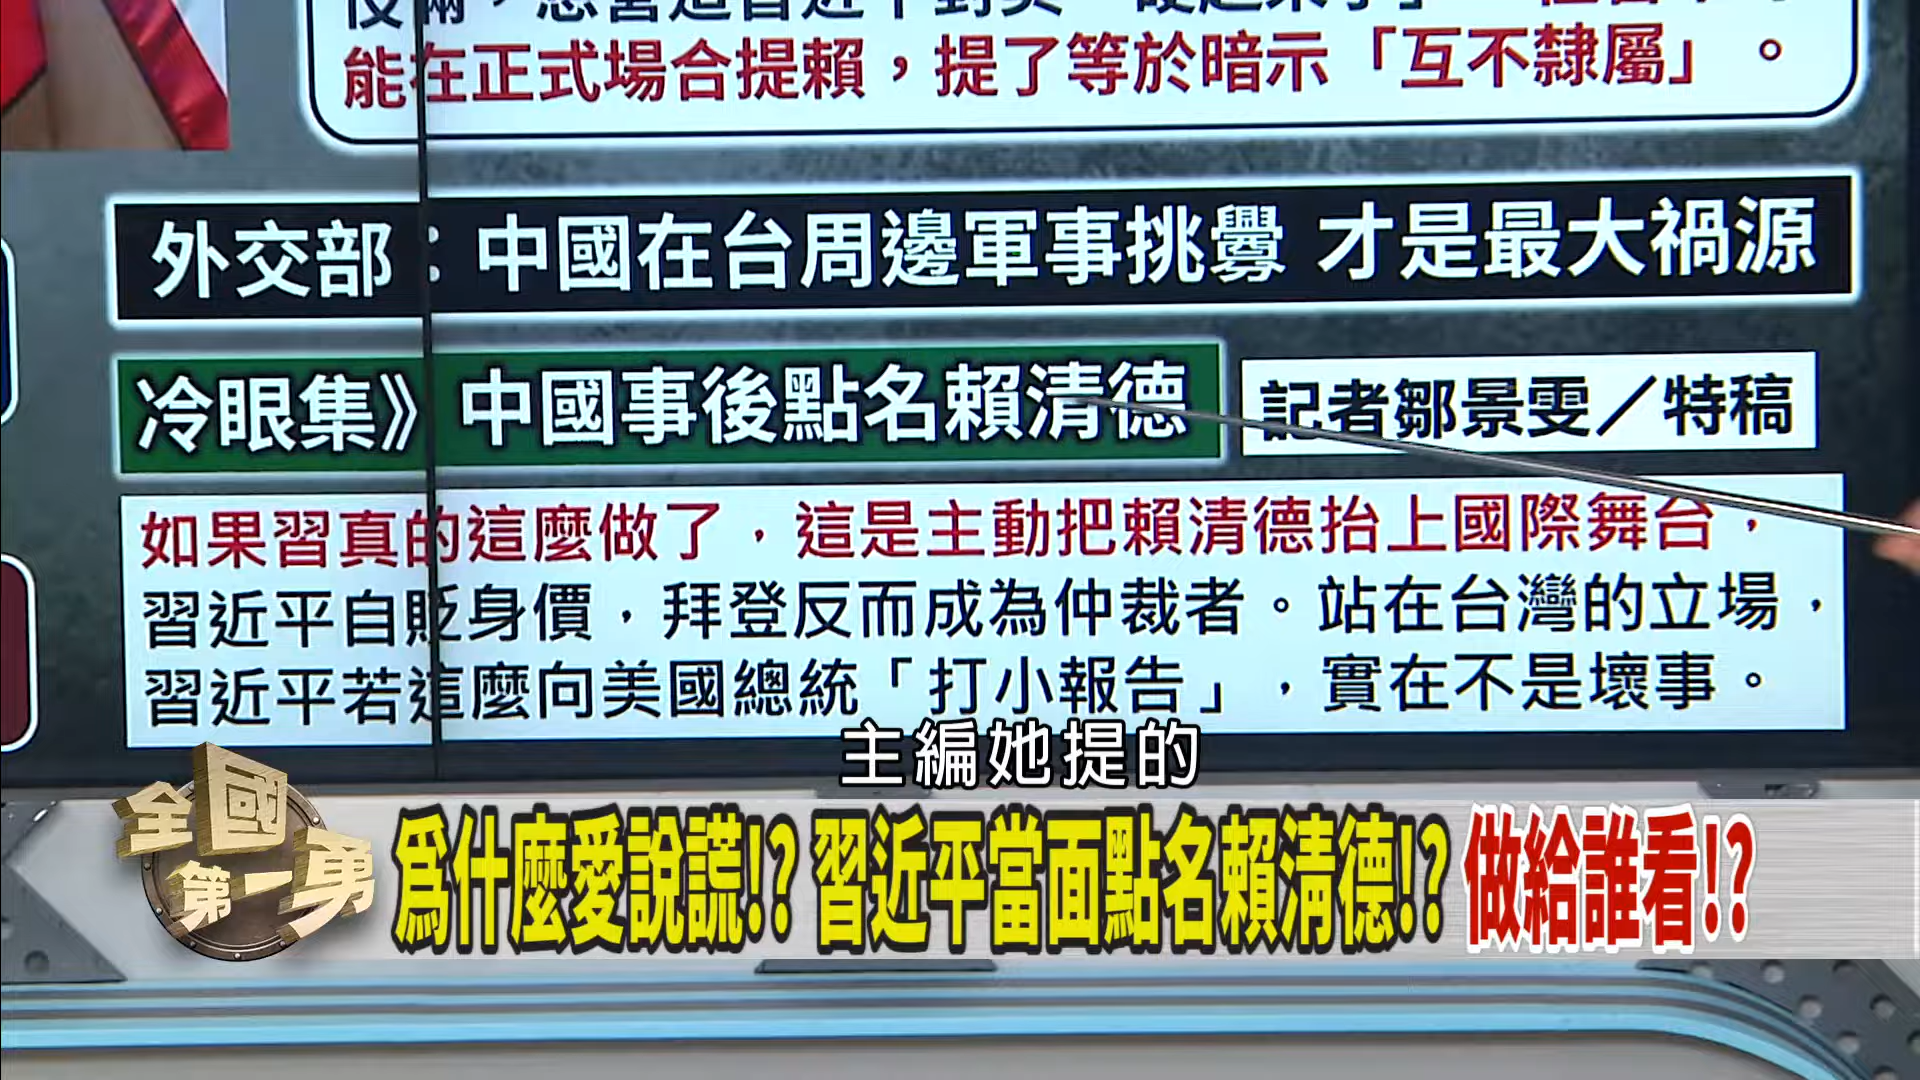 能在正式場合提賴，提了等於暗示「互不隸屬」。
外交部：中國在台周邊軍事挑釁 才是最大禍源
冷眼集》中國事後點名賴清德
記者鄒景雯／特稿
如果習真的這麼做了，這是主動把賴清德抬上國際舞台，
習近平自貶身價，拜登反而成為仲裁者。站在台灣的立場，
習近平若這麼向美國總統「打小報告」，實在不是壞事。
主編她提的
全國第一勇
為什麼愛說謊!? 習近平當面點名賴清德!? 做給誰看!?